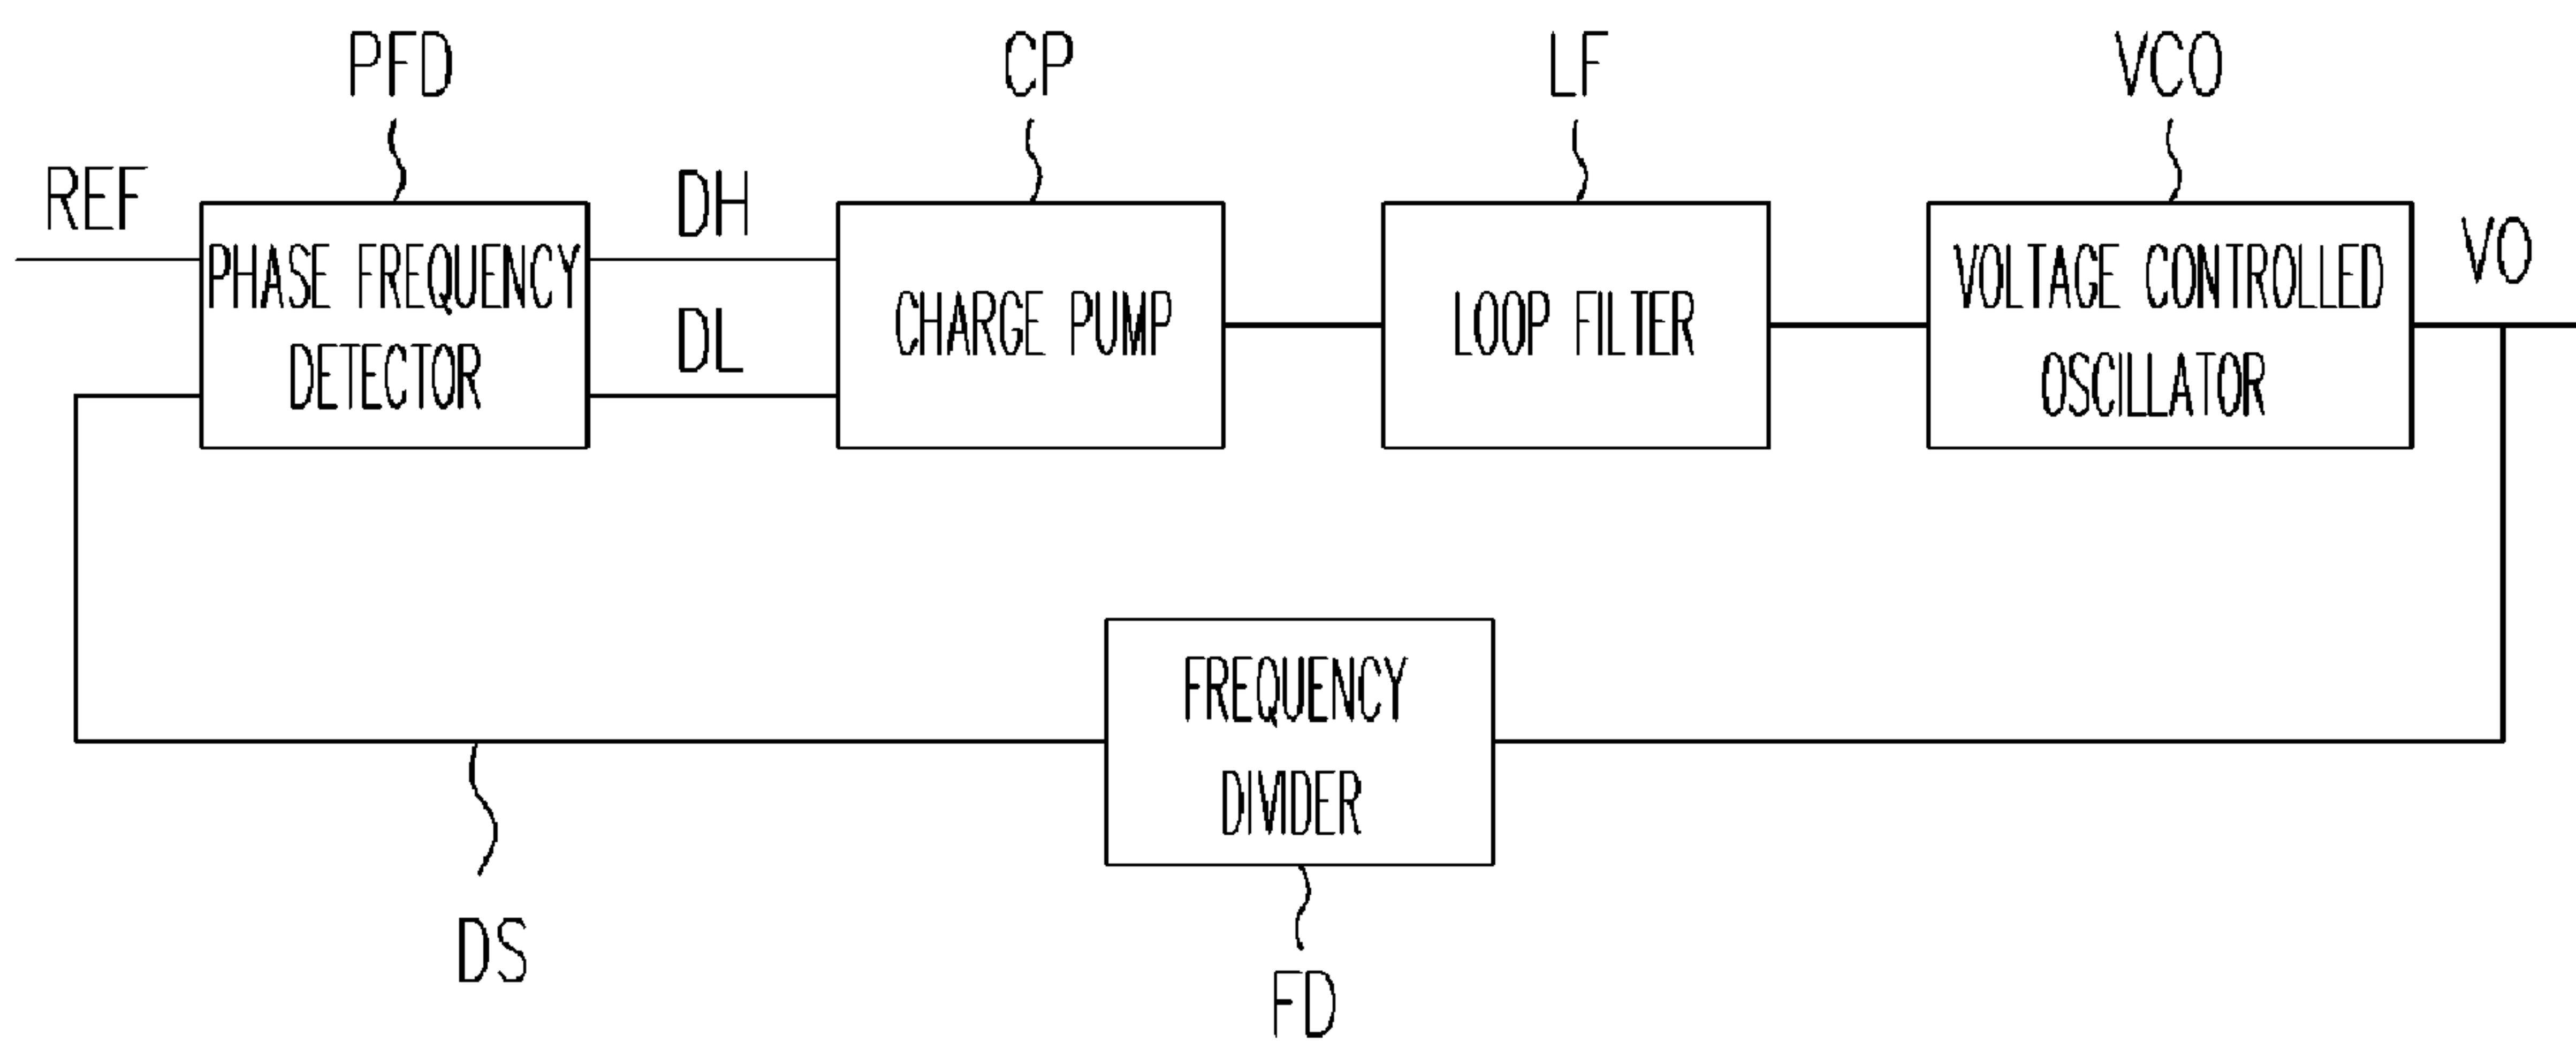 PFD
CP
LF
VCO
REF
DH
DL
VO
PHASE FREQUENCY
DETECTOR
CHARGE PUMP
LOOP FILTER
VOLTAGE CONTROLLED
OSCILLATOR
FREQUENCY
DIVIDER
DS
FD